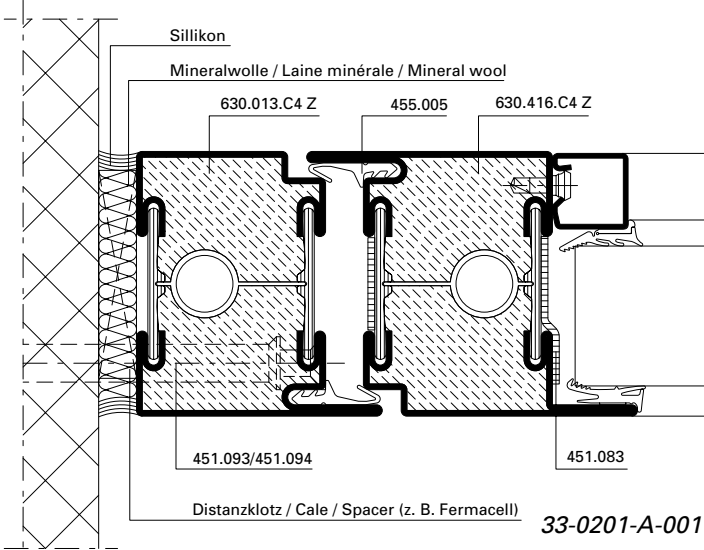 Sillikon
Mineralwolle / Laine minérale / Mineral wool
630.013.C4 Z
455.005
630.416.C4 Z
451.093/451.094
451.083
Distanzklotz / Cale / Spacer (z. B. Fermacell)
33-0201-A-001